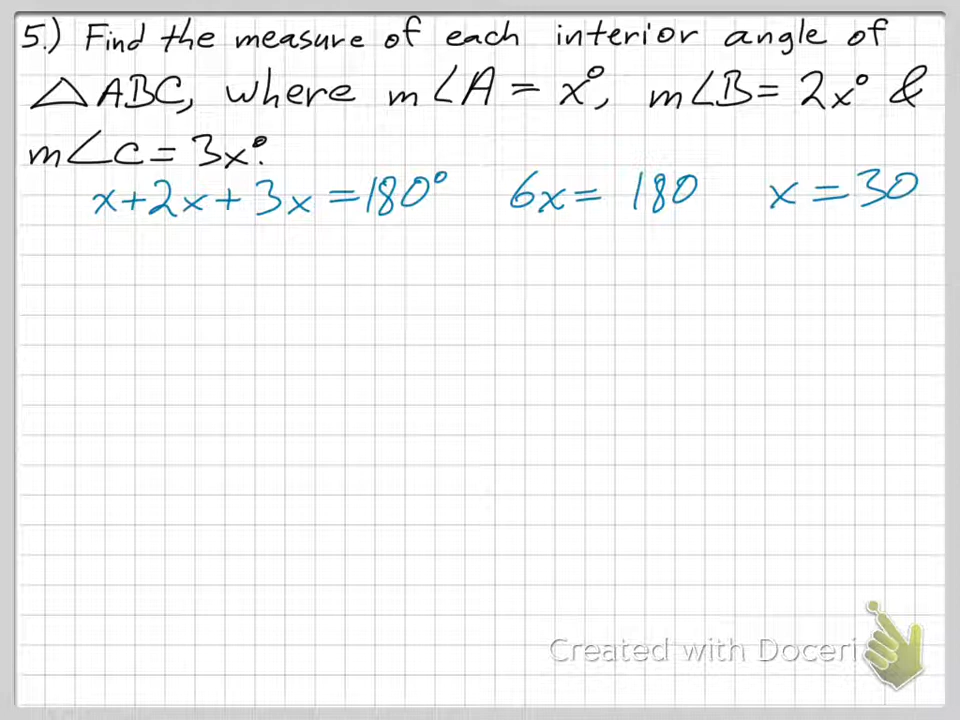 5.) Find the measure of each interior angle of
△ABC, where m∠A = x°, m∠B = 2x° &
m∠C = 3x°.
x+2x+3x = 180° 6x = 180 x = 30
Created with Doceri